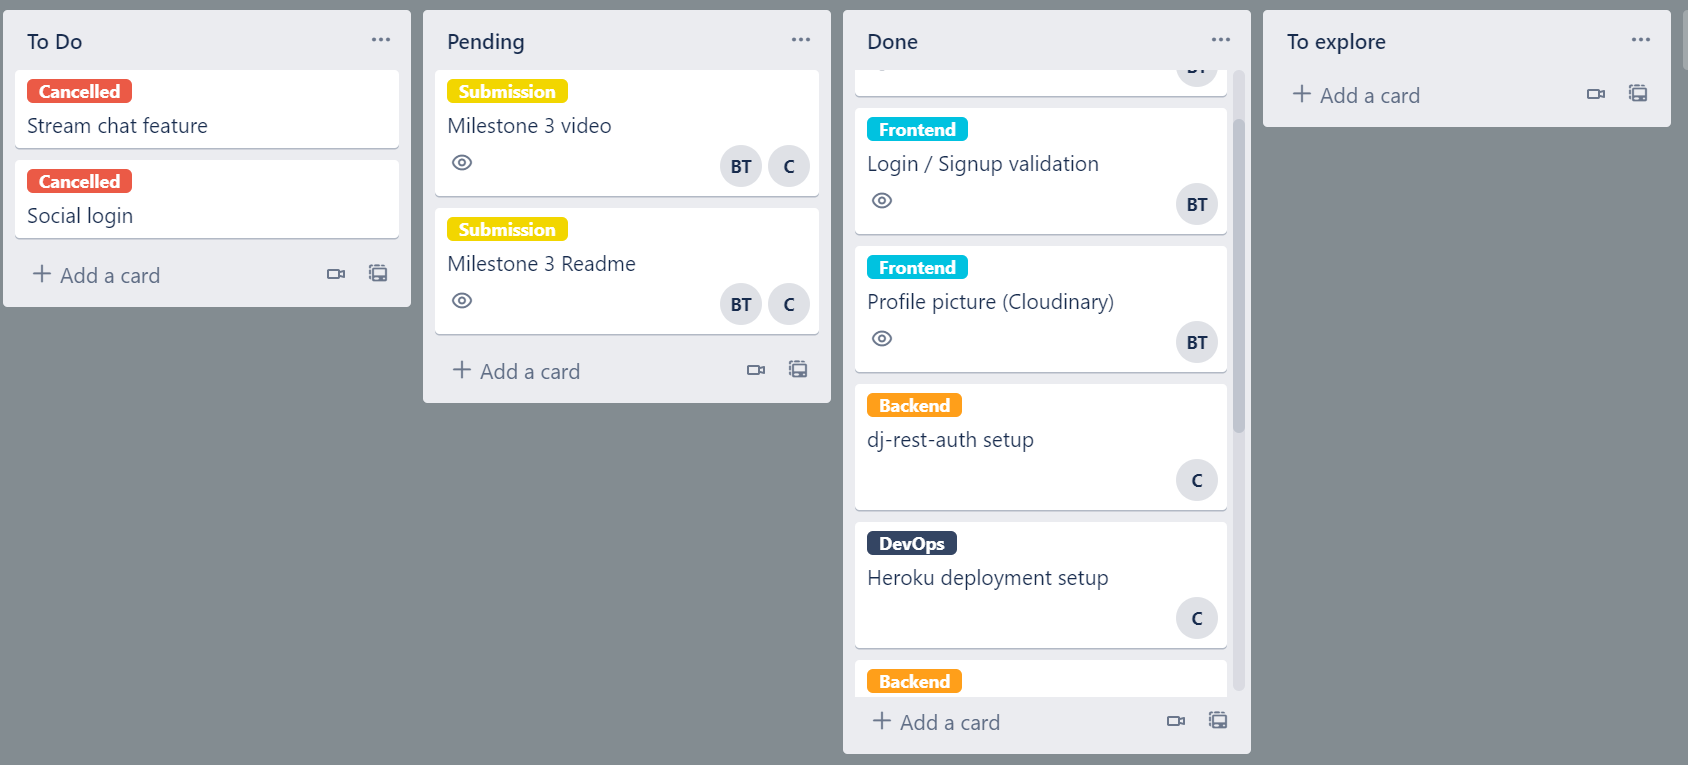 To Do
Cancelled
Stream chat feature
Cancelled
Social login
Add a card
Pending
Submission
Milestone 3 video
BT C
Submission
Milestone 3 Readme
BT C
Add a card
Done
BT
Frontend
Login / Signup validation
BT
Frontend
Profile picture (Cloudinary)
BT
Backend
dj-rest-auth setup
C
DevOps
Heroku deployment setup
C
Backend
Add a card
To explore
Add a card